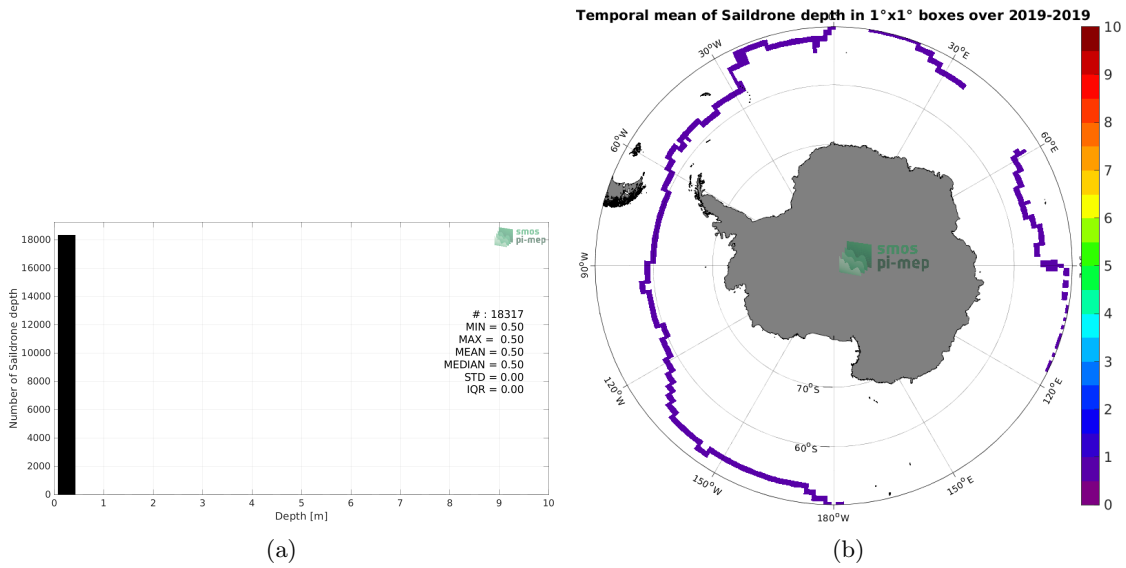 18000
16000
14000
12000
10000
8000
6000
4000
2000
0
Number of Saildrone depth
smos
pi-mep
# : 18317
MIN = 0.50
MAX = 0.50
MEAN = 0.50
MEDIAN = 0.50
STD = 0.00
IQR = 0.00
0 1 2 3 4 5 6 7 8 9 10
Depth [m]
(a)
Temporal mean of Saildrone depth in 1°x1° boxes over 2019-2019
30°W
30°E
60°W
60°E
90°W
120°W
120°E
150°W
150°E
180°W
70°S
60°S
smos
pi-mep
10
9
8
7
6
5
4
3
2
1
0
(b)